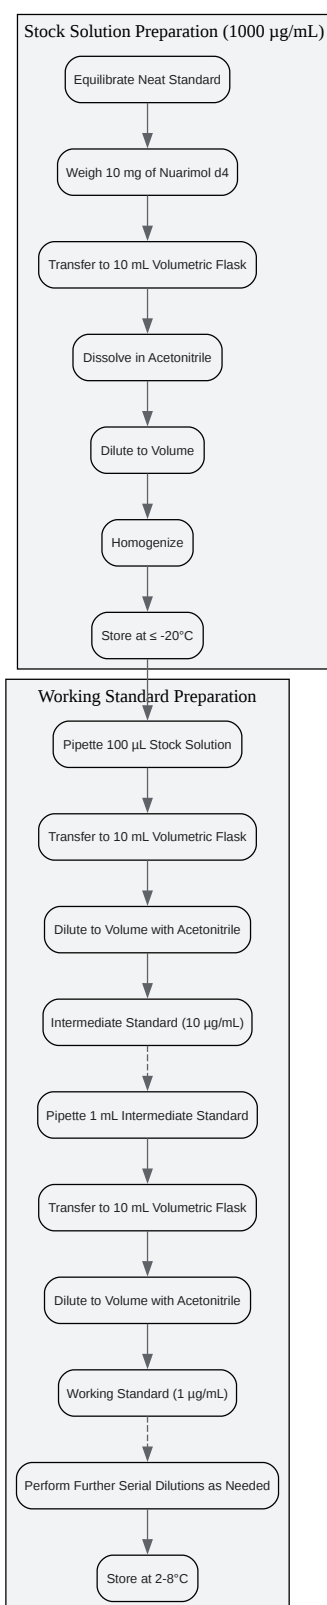 Stock Solution Preparation (1000 µg/mL)
Equilibrate Neat Standard
Weigh 10 mg of Nuarimol d4
Transfer to 10 mL Volumetric Flask
Dissolve in Acetonitrile
Dilute to Volume
Homogenize
Store at ≤ -20°C
Working Standard Preparation
Pipette 100 µL Stock Solution
Transfer to 10 mL Volumetric Flask
Dilute to Volume with Acetonitrile
Intermediate Standard (10 µg/mL)
Pipette 1 mL Intermediate Standard
Transfer to 10 mL Volumetric Flask
Dilute to Volume with Acetonitrile
Working Standard (1 µg/mL)
Perform Further Serial Dilutions as Needed
Store at 2-8°C